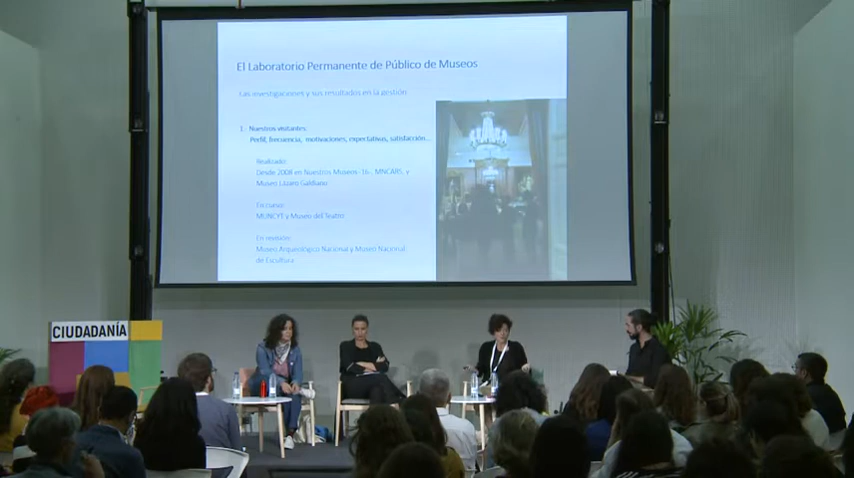 El Laboratorio Permanente de Público de Museos
Las investigaciones y sus resultados en la gestión
1. Nuestros visitantes:
Perfil, frecuencia, motivaciones, expectativas, satisfacción...
Realizado:
Desde 2008 en Nuestros Museos -16-, MNCARS, y
Museo Lázaro Galdiano
En curso:
MUNCYT y Museo del Teatro
En revisión:
Museo Arqueológico Nacional y Museo Nacional
de Escultura
CIUDADANÍA